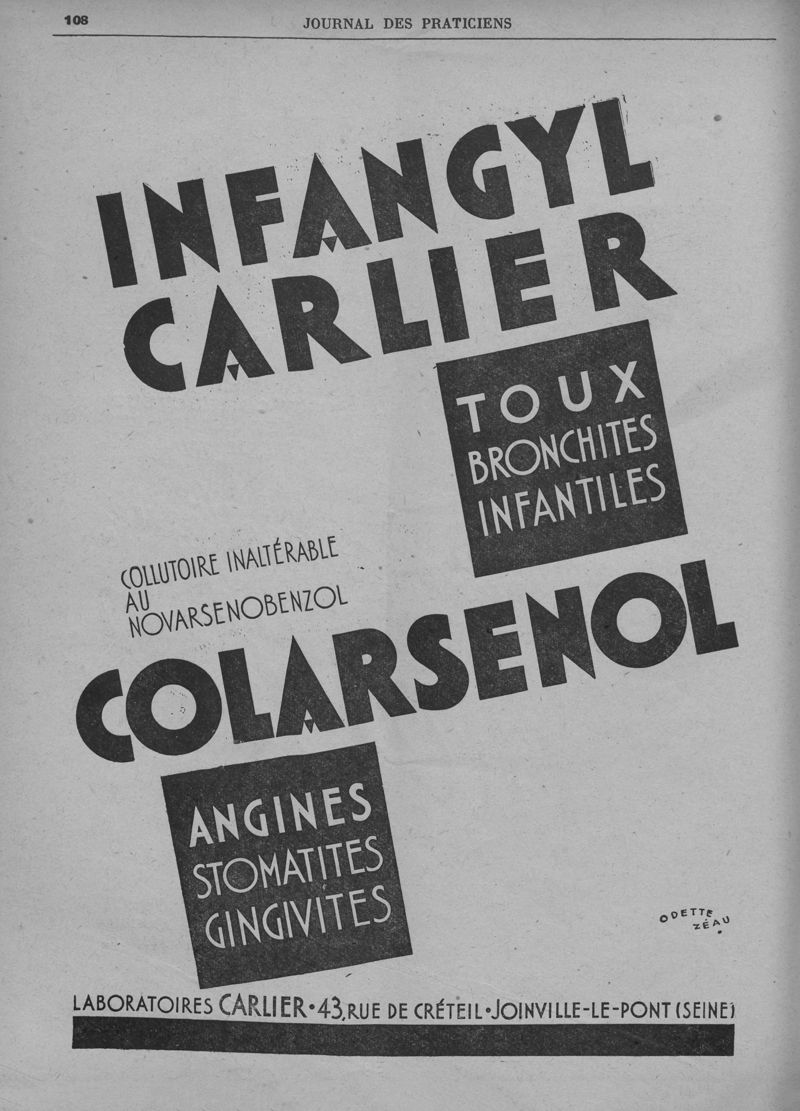 108
JOURNAL DES PRATICIENS
INFANGYL
CARLIER
TOUX
BRONCHITES
INFANTILES
COLLUTOIRE INALTÉRABLE
AU
NOVARSENOBENZOL
COLARSENOL
ANGINES
STOMATITES
GINGIVITES
ODETTE
ZÉAU
LABORATOIRES CARLIER•43, RUE DE CRÉTEIL•JOINVILLE-LE-PONT (SEINE)